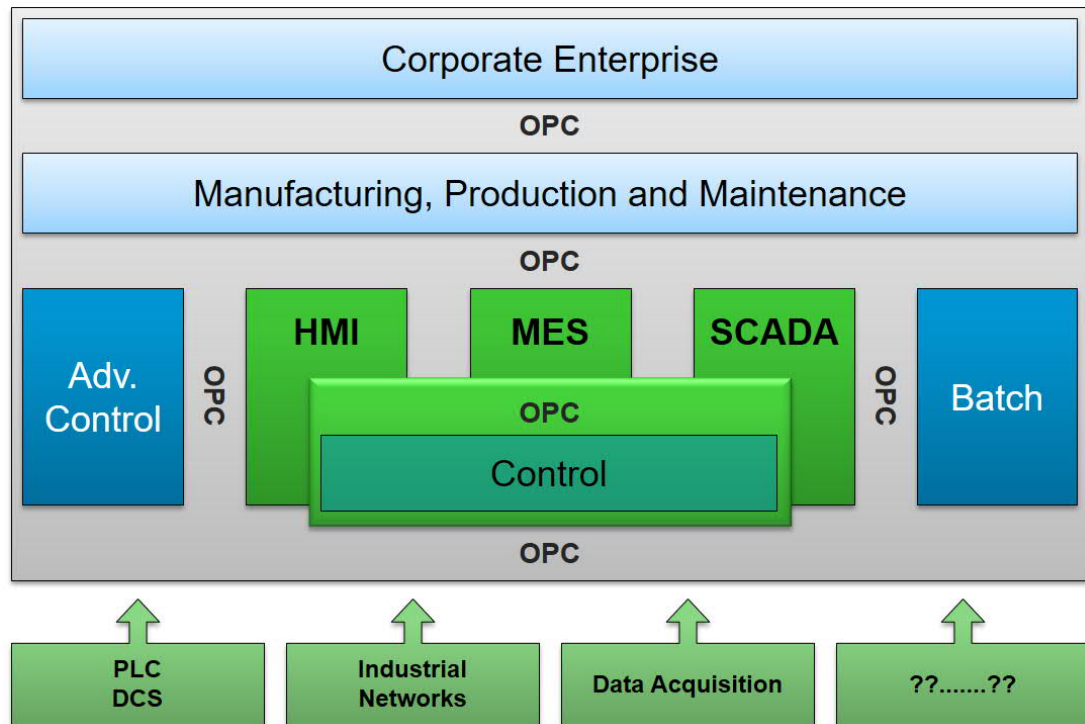 Corporate Enterprise
OPC
Manufacturing, Production and Maintenance
OPC
HMI
MES
SCADA
Adv.
Control
OPC
OPC
OPC
Batch
Control
OPC
PLC
DCS
Industrial
Networks
Data Acquisition
??.......??